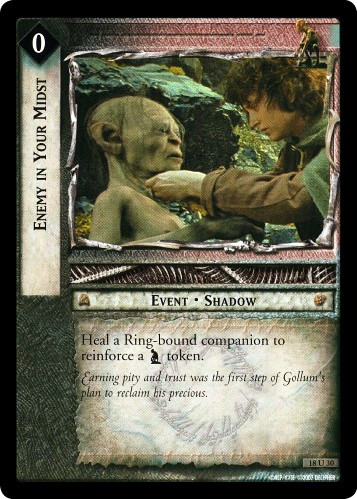 0
Enemy in Your Midst
Event • Shadow
Heal a Ring-bound companion to
reinforce a token.
Earning pity and trust was the first step of Gollum's
plan to reclaim his precious.
18 U 30